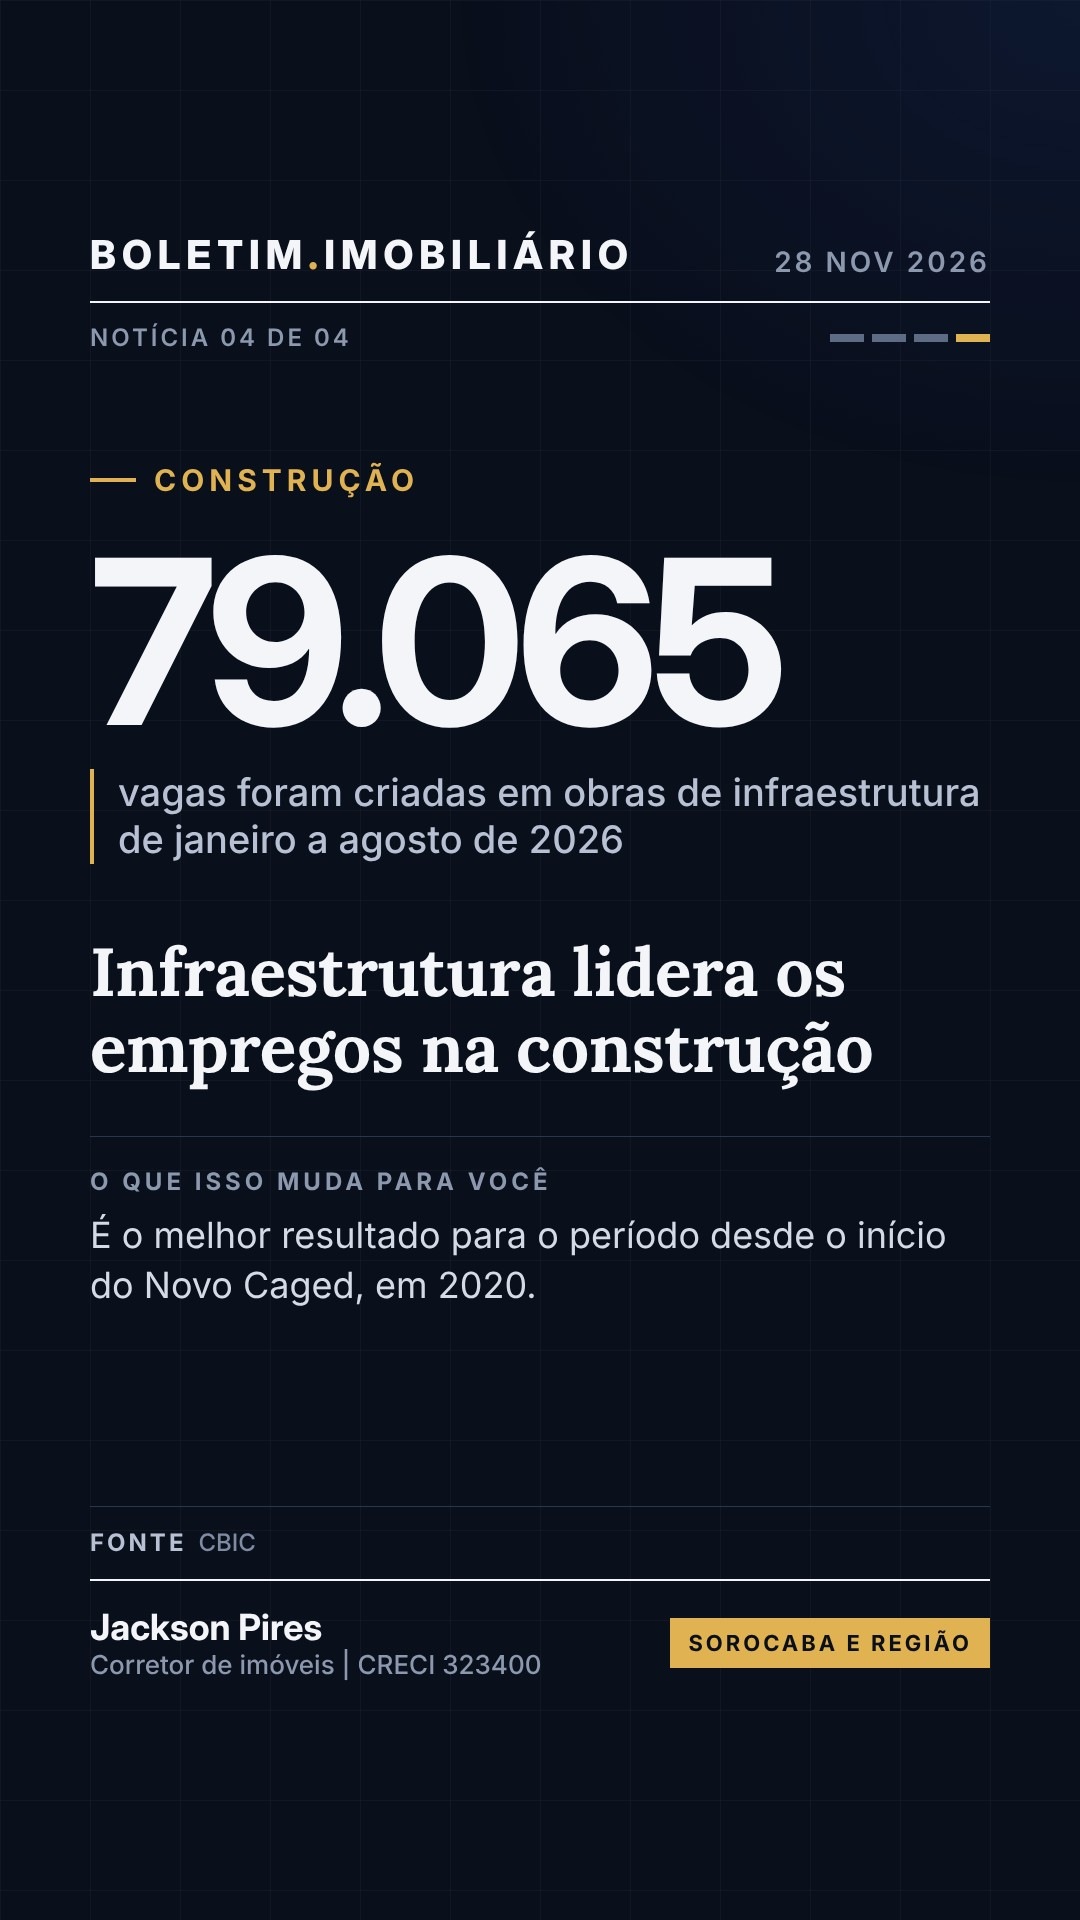 BOLETIM.IMOBILIÁRIO
28 NOV 2026
NOTÍCIA 04 DE 04
CONSTRUÇÃO
79.065
vagas foram criadas em obras de infraestrutura
de janeiro a agosto de 2026
Infraestrutura lidera os
empregos na construção
O QUE ISSO MUDA PARA VOCÊ
É o melhor resultado para o período desde o início
do Novo Caged, em 2020.
FONTE CBIC
Jackson Pires
Corretor de imóveis | CRECI 323400
SOROCABA E REGIÃO